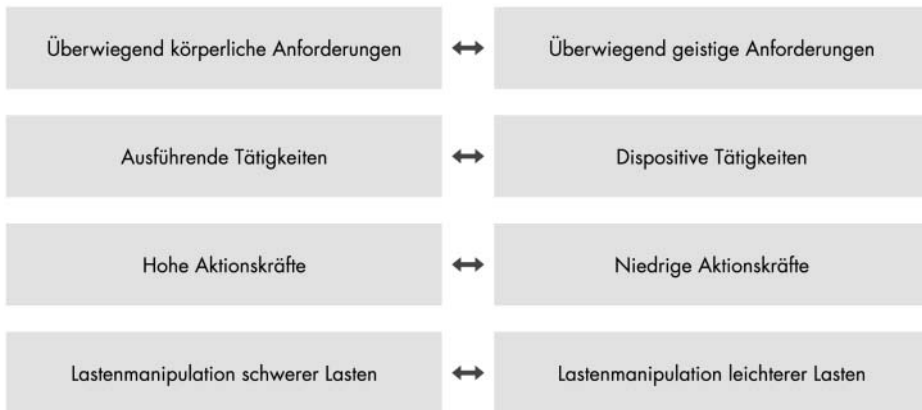 Überwiegend körperliche Anforderungen
Überwiegend geistige Anforderungen
Ausführende Tätigkeiten
Dispositive Tätigkeiten
Hohe Aktionskräfte
Niedrige Aktionskräfte
Lastenmanipulation schwerer Lasten
Lastenmanipulation leichterer Lasten